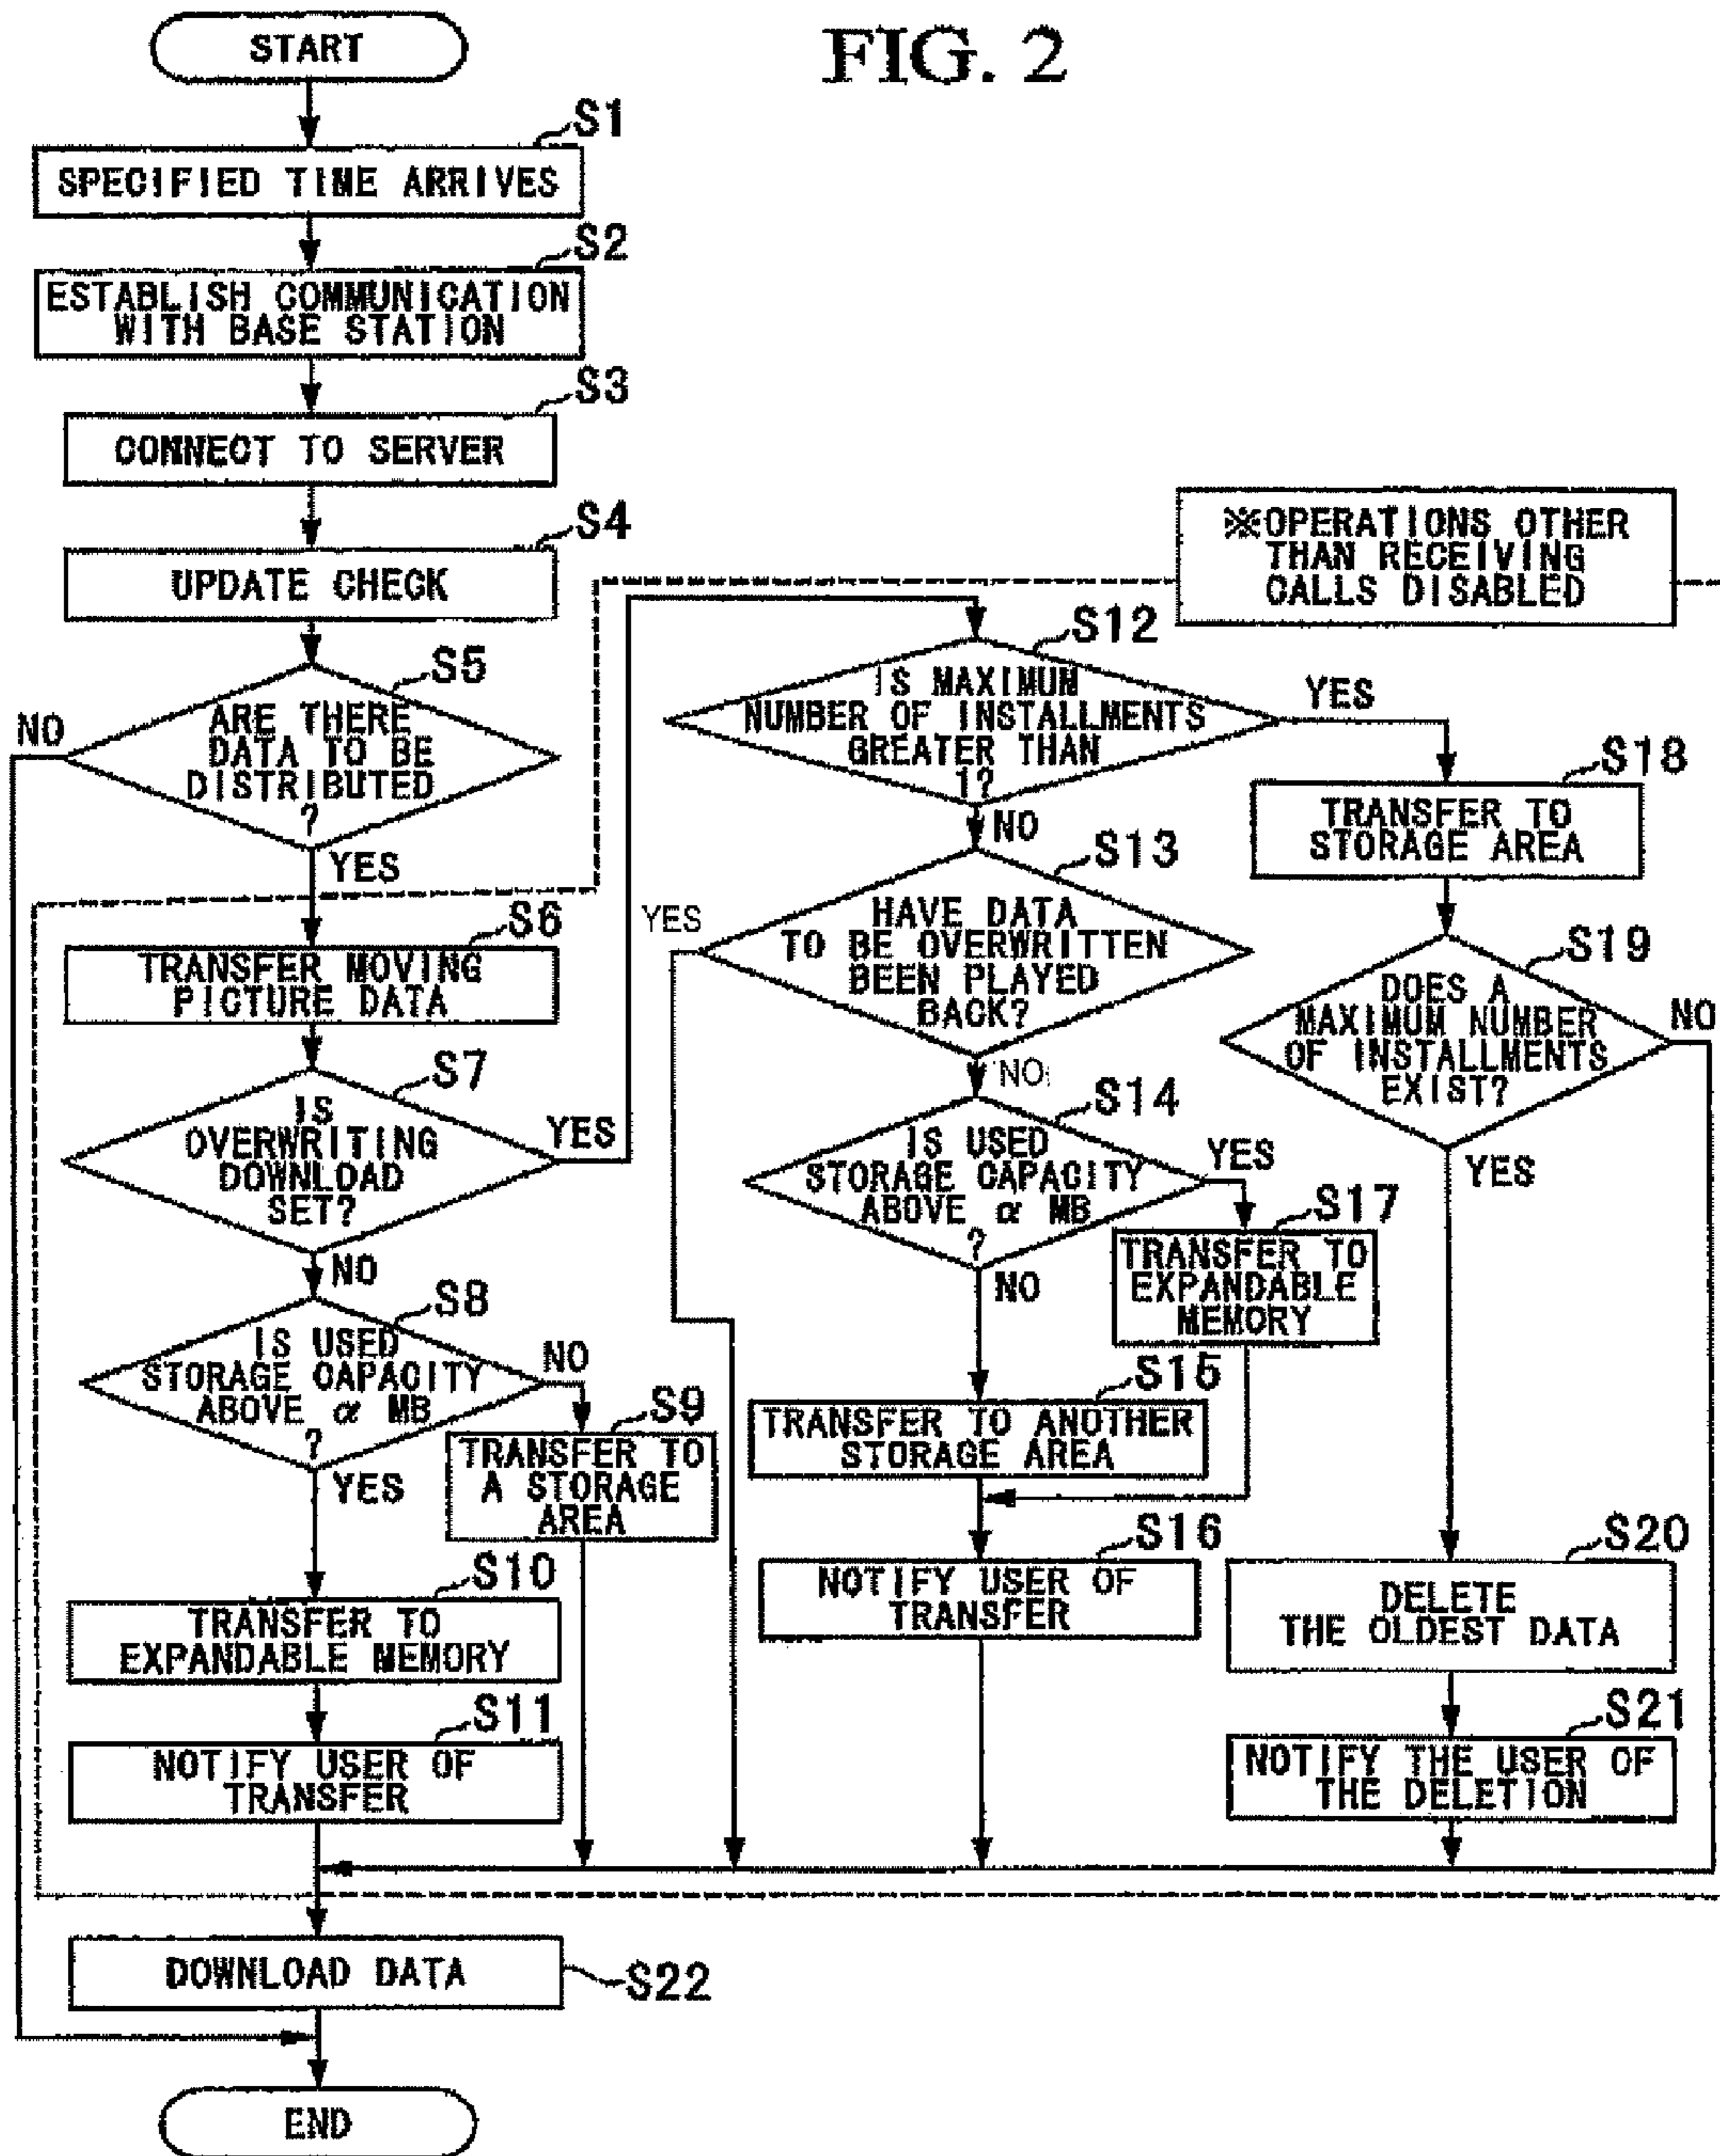 FIG. 2
START
S1
SPECIFIED TIME ARRIVES
S2
ESTABLISH COMMUNICATION
WITH BASE STATION
S3
CONNECT TO SERVER
S4
UPDATE CHECK
S5
ARE THERE
DATA TO BE
DISTRIBUTED
?
NO
YES
※OPERATIONS OTHER
THAN RECEIVING
CALLS DISABLED
S6
TRANSFER MOVING
PICTURE DATA
S7
IS
OVERWRITING
DOWNLOAD
SET?
YES
NO
S8
IS USED
STORAGE CAPACITY
ABOVE α MB
?
NO
YES
S9
TRANSFER TO
A STORAGE
AREA
S10
TRANSFER TO
EXPANDABLE MEMORY
S11
NOTIFY USER OF
TRANSFER
S12
IS MAXIMUM
NUMBER OF INSTALLMENTS
GREATER THAN
1?
YES
NO
S13
HAVE DATA
TO BE OVERWRITTEN
BEEN PLAYED
BACK?
YES
NO
S14
IS USED
STORAGE CAPACITY
ABOVE α MB
?
YES
NO
S17
TRANSFER TO
EXPANDABLE
MEMORY
S15
TRANSFER TO ANOTHER
STORAGE AREA
S16
NOTIFY USER OF
TRANSFER
S18
TRANSFER TO
STORAGE AREA
S19
DOES A
MAXIMUM NUMBER
OF INSTALLMENTS
EXIST?
NO
YES
S20
DELETE
THE OLDEST DATA
S21
NOTIFY THE USER OF
THE DELETION
DOWNLOAD DATA
S22
END